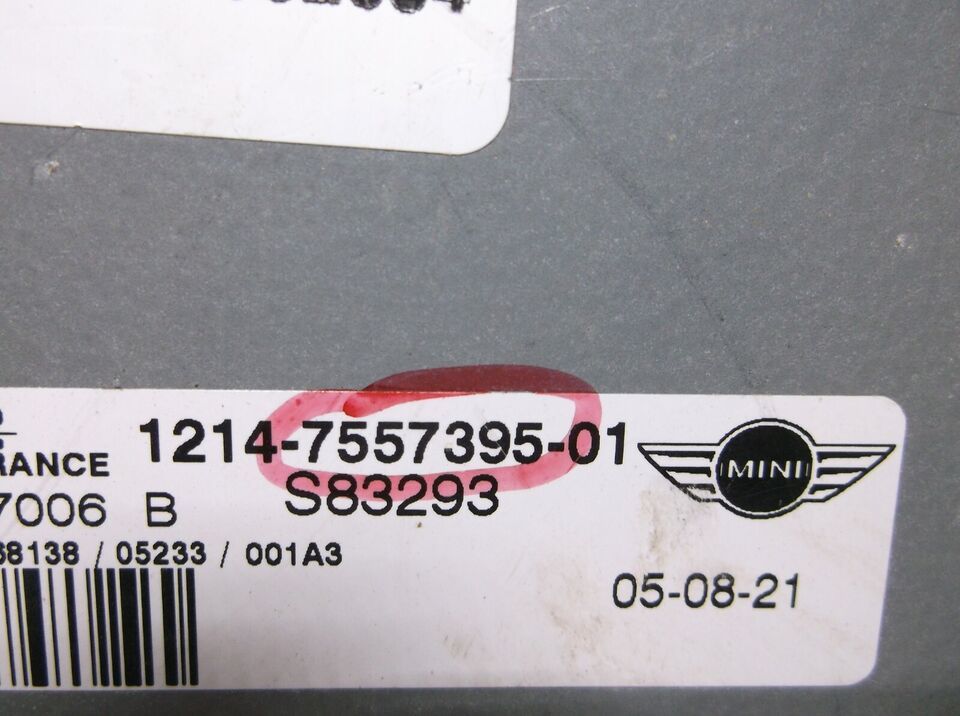 RANCE 1214-7557395-01
7006 B S83293
MINI
68138 / 05233 / 001A3
05-08-21